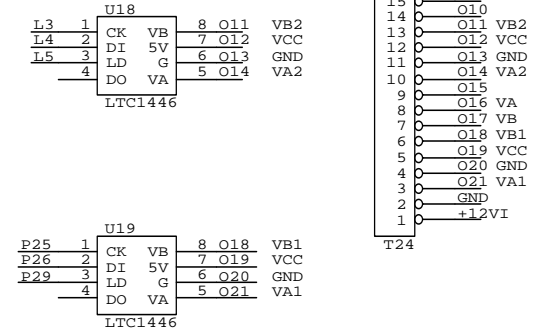 U18
L3 1 CK VB 8 O11 VB2
L4 2 DI 5V 7 O12 VCC
L5 3 LD G 6 O13 GND
4 DO VA 5 O14 VA2
LTC1446
15
14 O10
13 O11 VB2
12 O12 VCC
11 O13 GND
10 O14 VA2
9 O15
8 O16 VA
7 O17 VB
6 O18 VB1
5 O19 VCC
4 O20 GND
3 O21 VA1
2 GND
1 +12VI
T24
U19
P25 1 CK VB 8 O18 VB1
P26 2 DI 5V 7 O19 VCC
P29 3 LD G 6 O20 GND
4 DO VA 5 O21 VA1
LTC1446